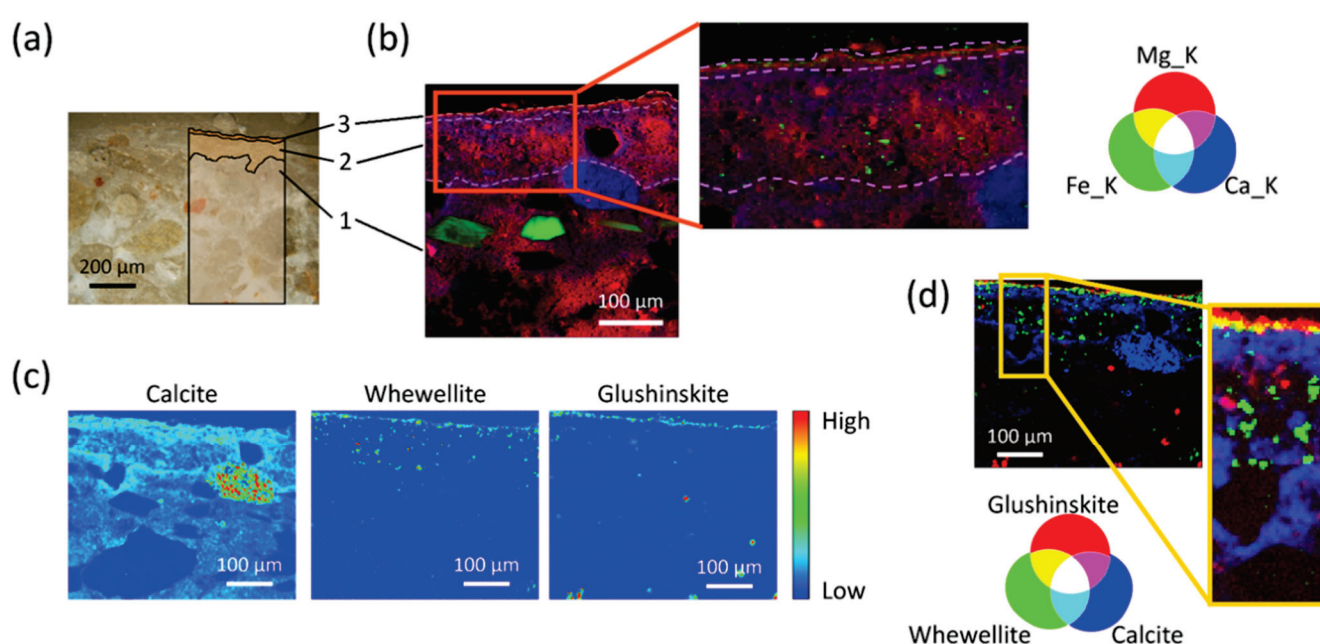 (a)
3
2
1
200 µm
(b)
100 µm
Mg_K
Fe_K
Ca_K
(c)
Calcite
Whewellite
Glushinskite
100 µm
100 µm
100 µm
High
Low
(d)
100 µm
Glushinskite
Whewellite
Calcite